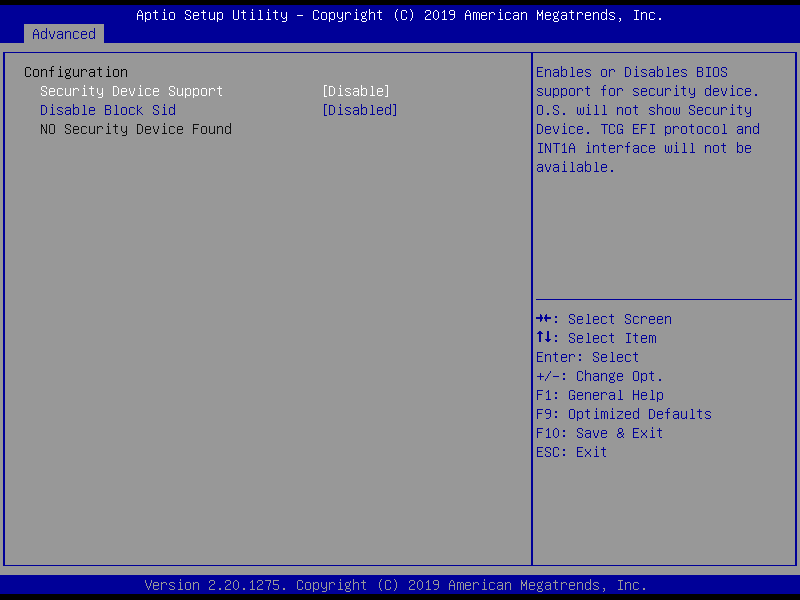 Aptio Setup Utility – Copyright (C) 2019 American Megatrends, Inc.
Advanced
Configuration
Security Device Support [Disable]
Disable Block Sid [Disabled]
NO Security Device Found
Enables or Disables BIOS
support for security device.
O.S. will not show Security
Device. TCG EFI protocol and
INT1A interface will not be
available.
→←: Select Screen
↑↓: Select Item
Enter: Select
+/-: Change Opt.
F1: General Help
F9: Optimized Defaults
F10: Save & Exit
ESC: Exit
Version 2.20.1275. Copyright (C) 2019 American Megatrends, Inc.